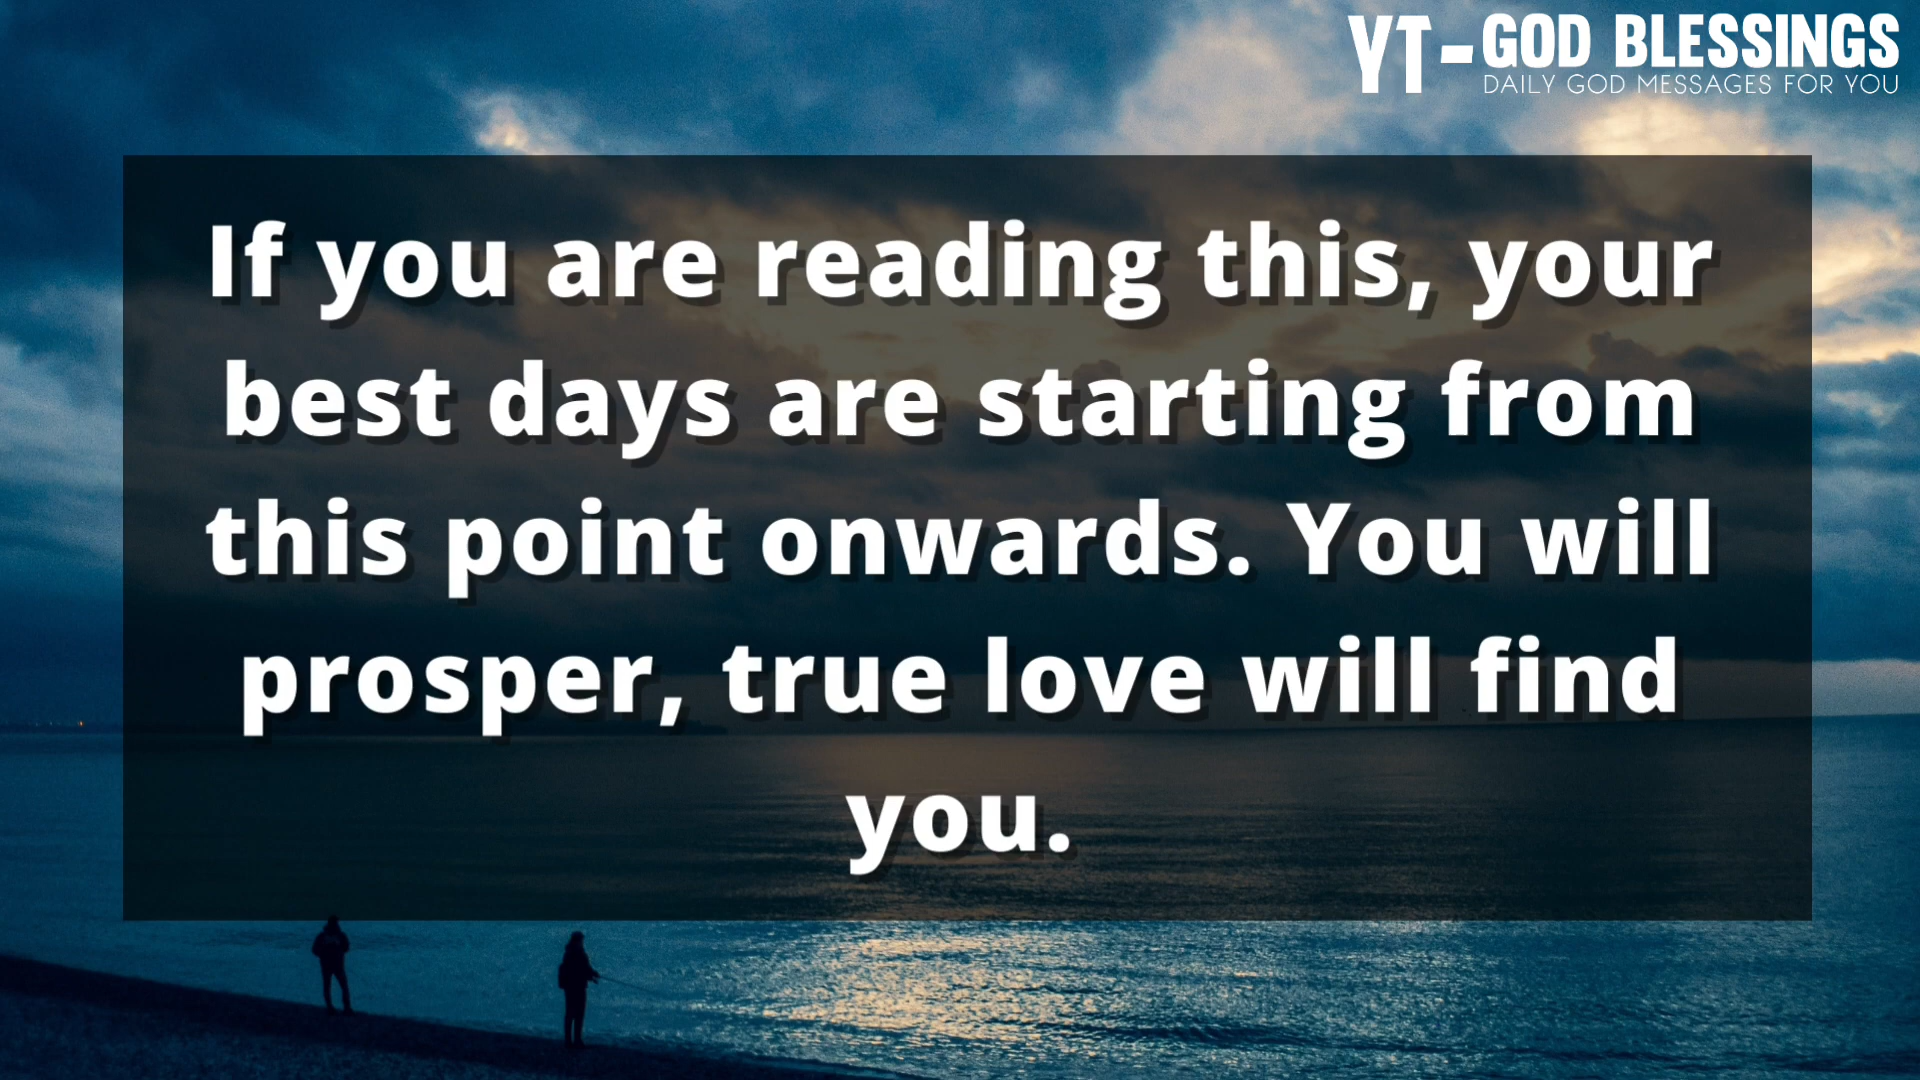 YT-GOD BLESSINGS
DAILY GOD MESSAGES FOR YOU
If you are reading this, your
best days are starting from
this point onwards. You will
prosper, true love will find
you.